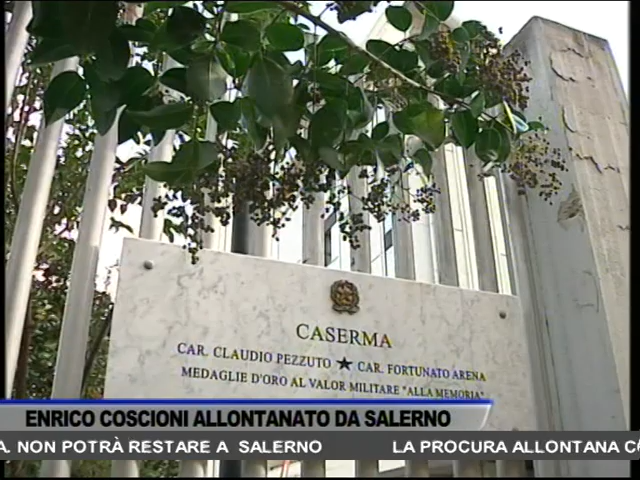 CASERMA
CAR. CLAUDIO PEZZUTO ★ CAR. FORTUNATO ARENA
MEDAGLIE D'ORO AL VALOR MILITARE "ALLA MEMORIA"
ENRICO COSCIONI ALLONTANATO DA SALERNO
A. NON POTRÀ RESTARE A SALERNO LA PROCURA ALLONTANA